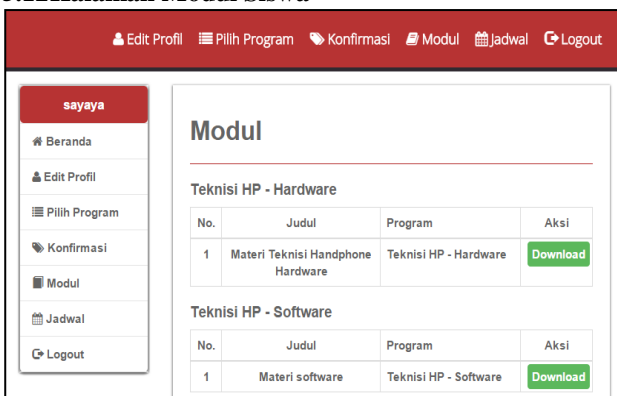 Edit Profil Pilih Program Konfirmasi Modul Jadwal Logout
sayaya
Beranda
Edit Profil
Pilih Program
Konfirmasi
Modul
Jadwal
Logout
Modul
Teknisi HP - Hardware
No. Judul Program Aksi
1 Materi Teknisi Handphone Hardware Teknisi HP - Hardware Download
Teknisi HP - Software
No. Judul Program Aksi
1 Materi software Teknisi HP - Software Download